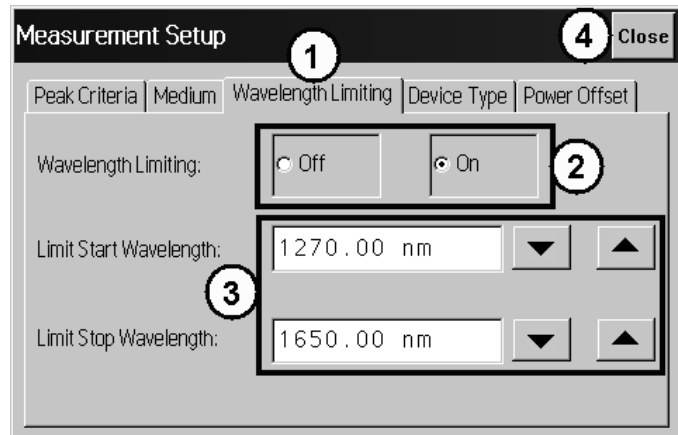 Measurement Setup
1
4
Close
Peak Criteria
Medium
Wavelength Limiting
Device Type
Power Offset
Wavelength Limiting:
Off
On
2
Limit Start Wavelength:
1270.00 nm
3
Limit Stop Wavelength:
1650.00 nm